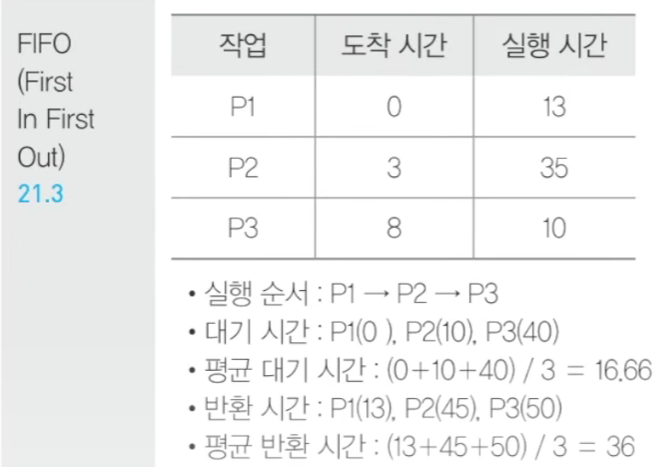 FIFO
(First
In First
Out)
21.3
작업 도착 시간 실행 시간
P1 0 13
P2 3 35
P3 8 10
• 실행 순서 : P1 → P2 → P3
• 대기 시간 : P1(0 ), P2(10), P3(40)
• 평균 대기 시간 : (0+10+40) / 3 = 16.66
• 반환 시간 : P1(13), P2(45), P3(50)
• 평균 반환 시간 : (13+45+50) / 3 = 36